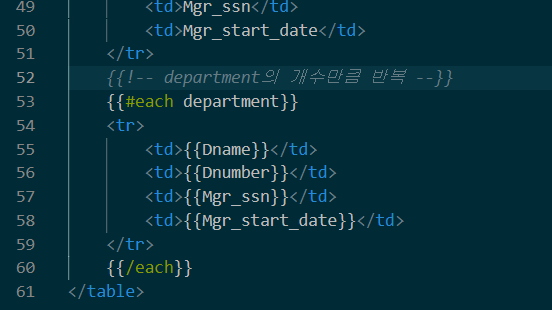 49 <td>Mgr_ssn</td>
50 <td>Mgr_start_date</td>
51 </tr>
52 {{!-- department의 개수만큼 반복 --}}
53 {{#each department}}
54 <tr>
55 <td>{{Dname}}</td>
56 <td>{{Dnumber}}</td>
57 <td>{{Mgr_ssn}}</td>
58 <td>{{Mgr_start_date}}</td>
59 </tr>
60 {{/each}}
61 </table>